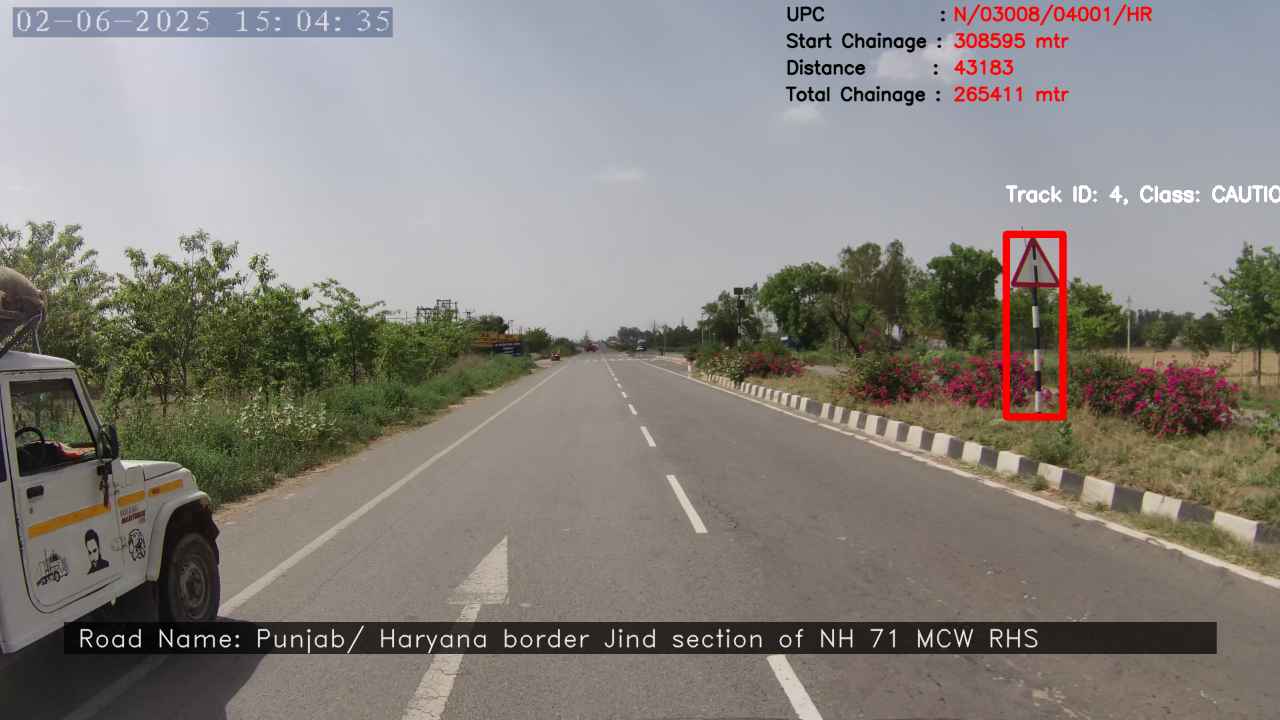 02-06-2025 15:04:35
UPC : N/03008/04001/HR
Start Chainage : 308595 mtr
Distance : 43183
Total Chainage : 265411 mtr
Track ID: 4, Class: CAUTIO
Road Name: Punjab/ Haryana border Jind section of NH 71 MCW RHS